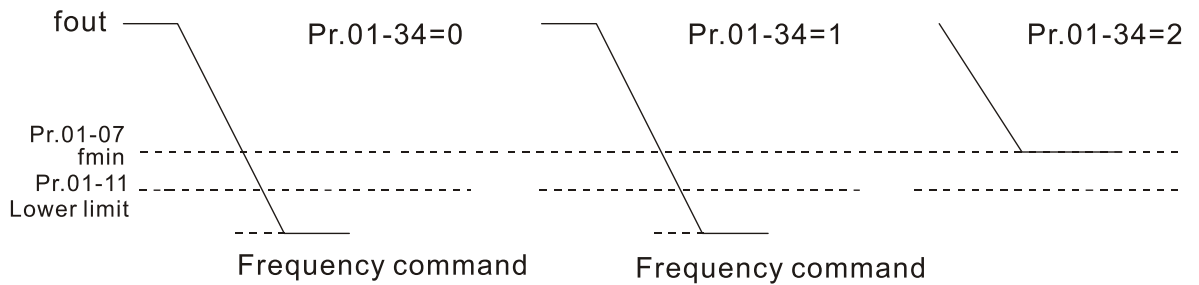 fout
Pr.01-34=0
Pr.01-34=1
Pr.01-34=2
Pr.01-07
fmin
Pr.01-11
Lower limit
Frequency command
Frequency command